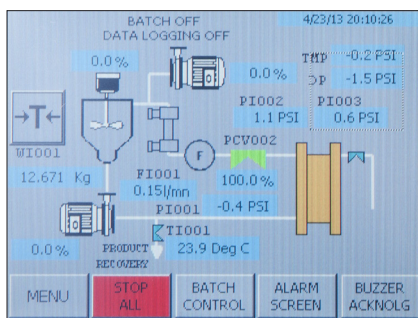 BATCH OFF
4/23/13 20:10:26
DATA LOGGING OFF
0.0 %
TMP -0.2 PSI
0.0 %
DP -1.5 PSI
PI002 PI003
1.1 PSI 0.6 PSI
→T←
PCV002
F
WI001
12.671 Kg
FI001
100.0 %
0.15l/mn
PI001 -0.4 PSI
TI001
0.0 %
PRODUCT
RECOVERY
23.9 Deg C
MENU
STOP
ALL
BATCH
CONTROL
ALARM
SCREEN
BUZZER
ACKNOLG